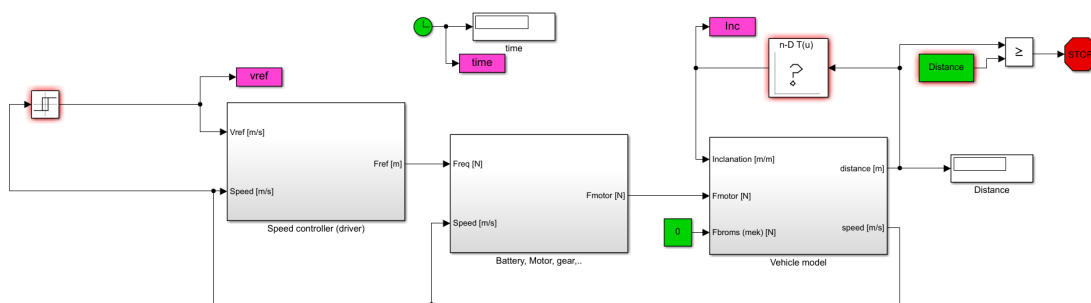 Inc
n-D T(u)
time
time
Distance
≥
STOP
vref
Vref [m/s]
Fref [m]
Speed [m/s]
Speed controller (driver)
Freq [N]
Fmotor [N]
Speed [m/s]
Battery, Motor, gear,..
Inclanation [m/m]
distance [m]
Fmotor [N]
0
Fbroms (mek) [N]
speed [m/s]
Vehicle model
Distance